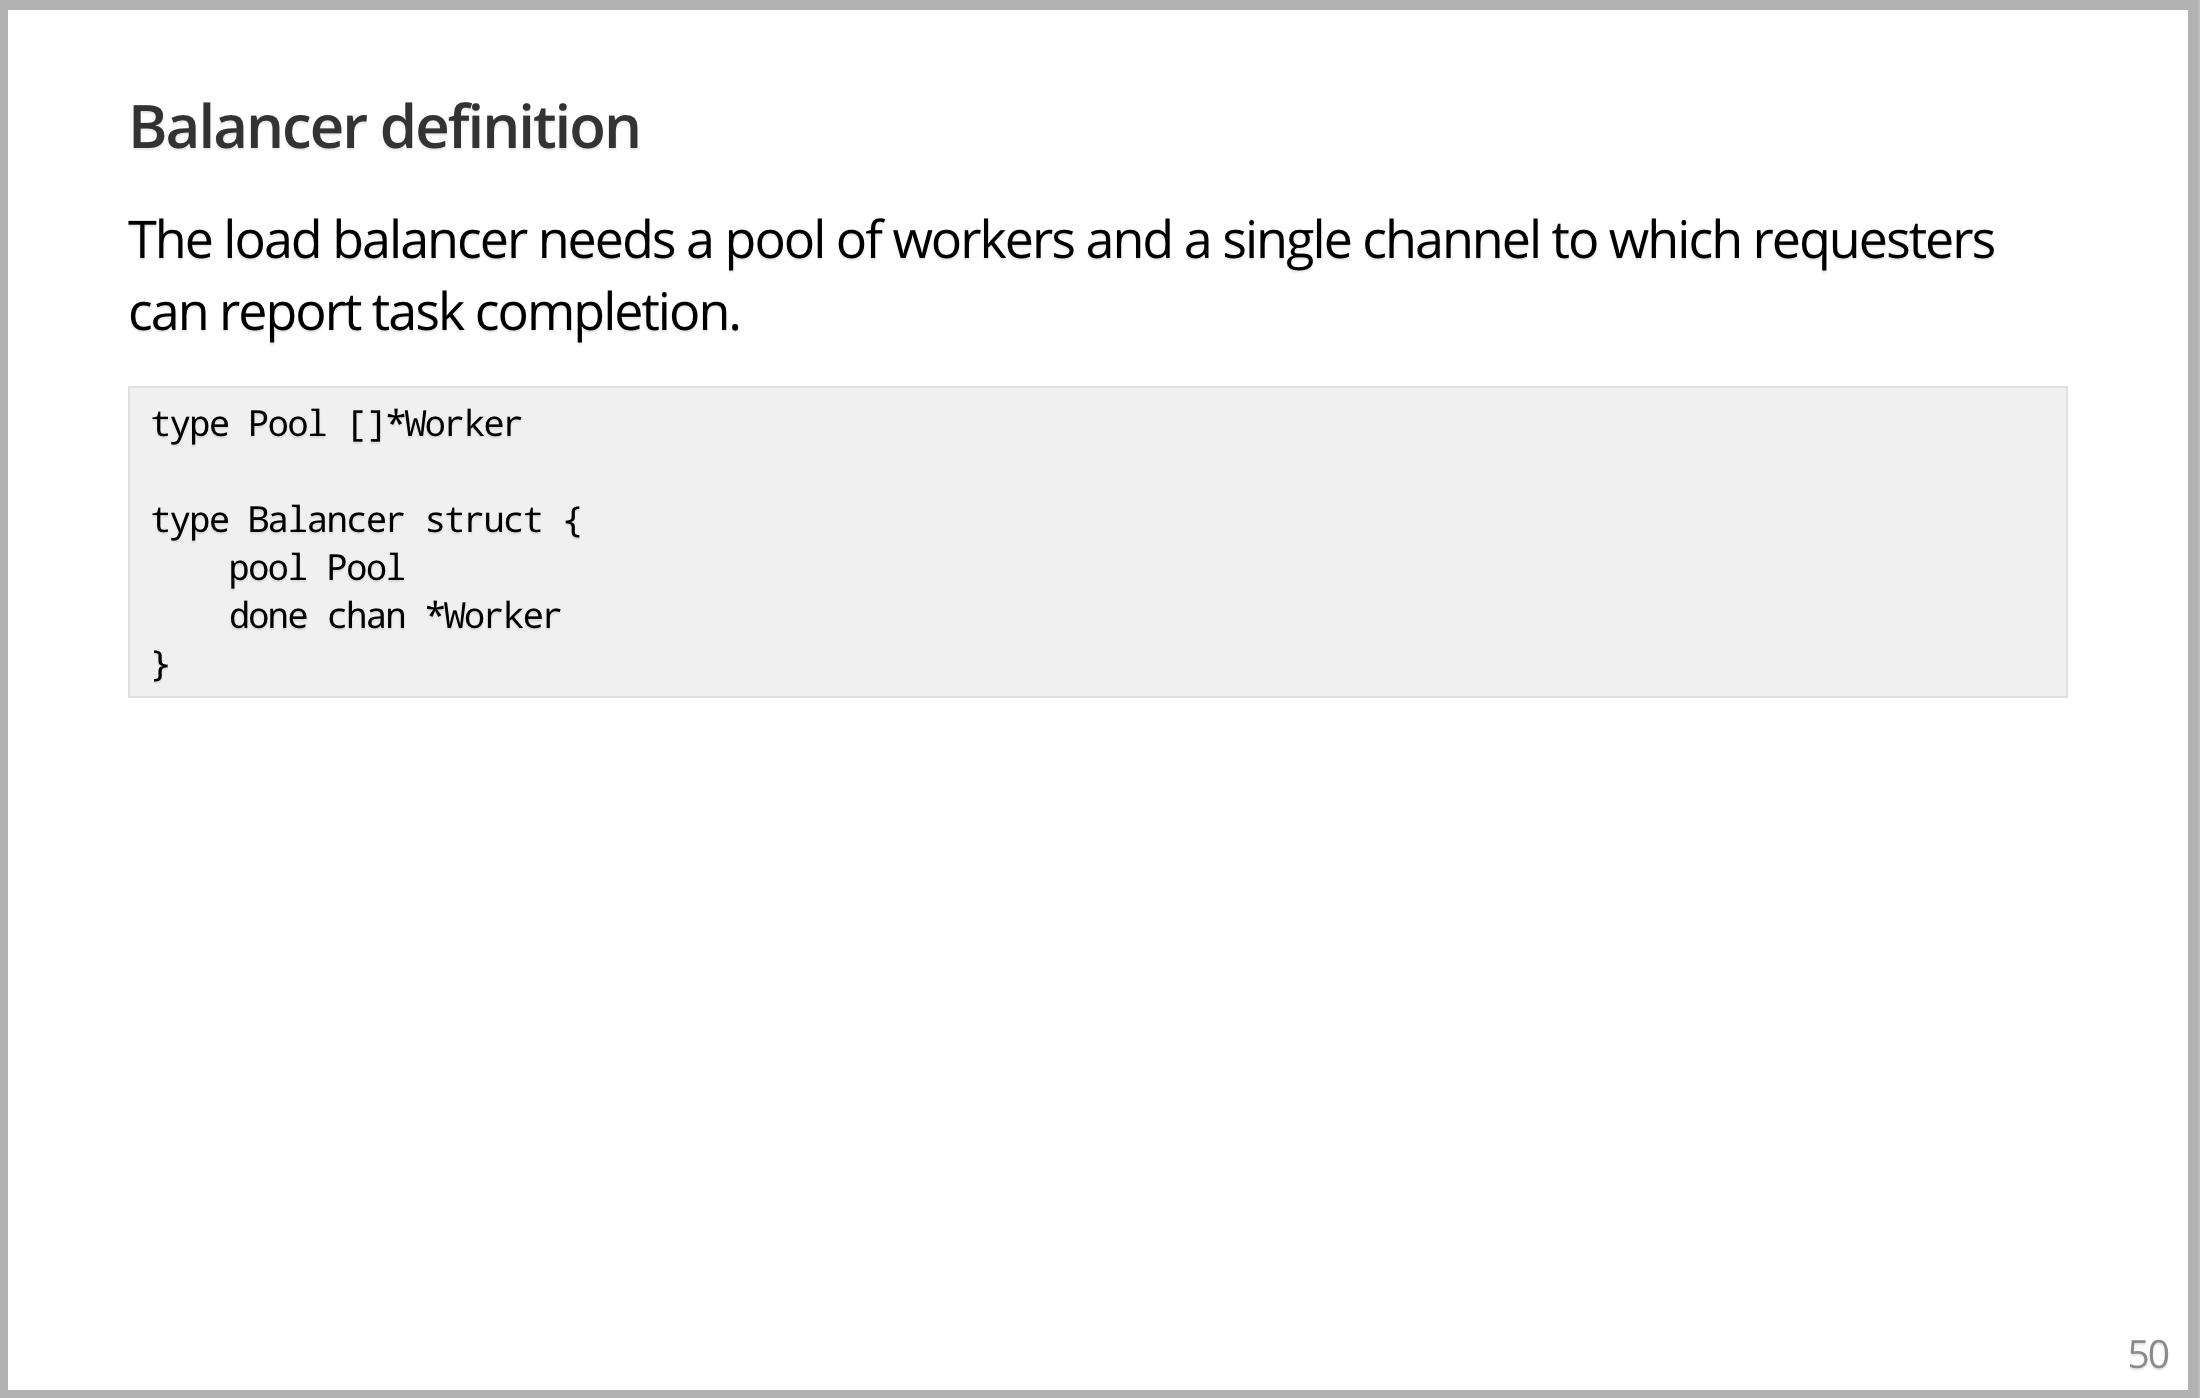 Balancer definition
The load balancer needs a pool of workers and a single channel to which requesters
can report task completion.
type Pool []*Worker
type Balancer struct {
    pool Pool
    done chan *Worker
}
50